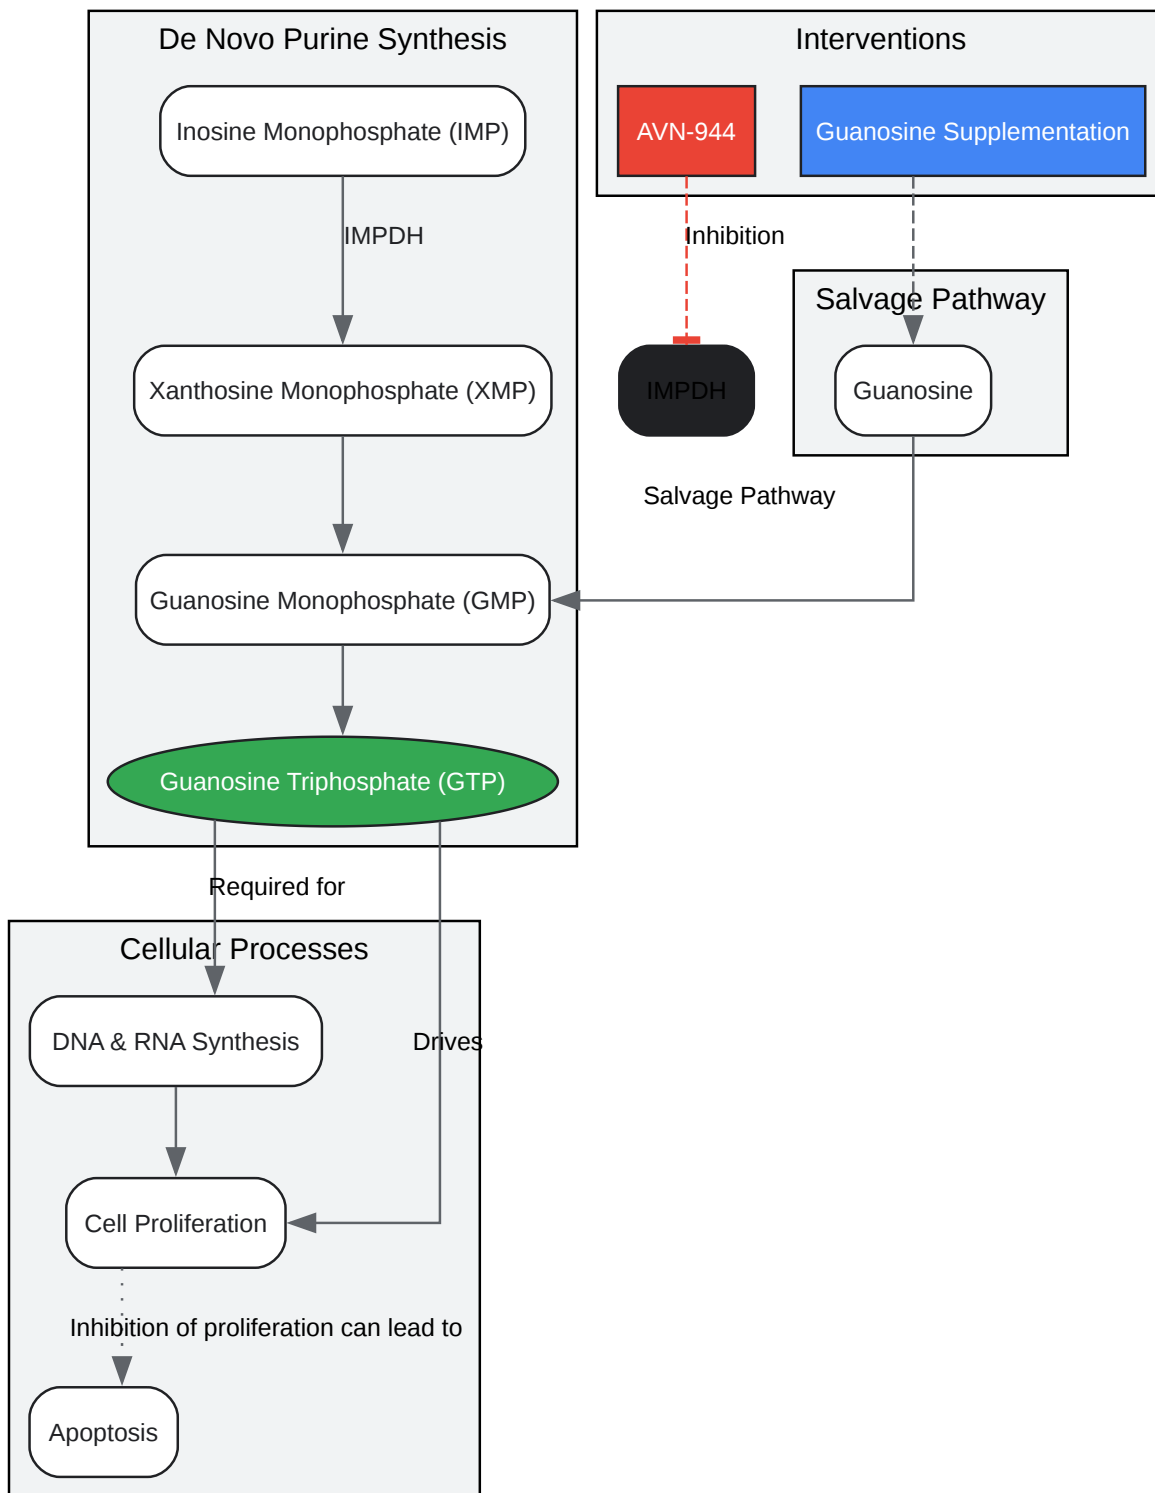 De Novo Purine Synthesis
Interventions
Inosine Monophosphate (IMP)
AVN-944
Guanosine Supplementation
IMPDH
Inhibition
Salvage Pathway
Xanthosine Monophosphate (XMP)
IMPDH
Guanosine
Salvage Pathway
Guanosine Monophosphate (GMP)
Guanosine Triphosphate (GTP)
Required for
Cellular Processes
DNA & RNA Synthesis
Drives
Cell Proliferation
Inhibition of proliferation can lead to
Apoptosis